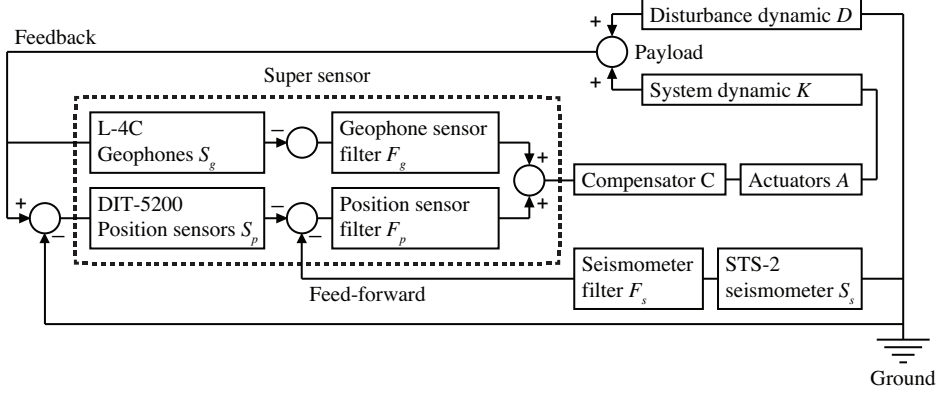 Disturbance dynamic D
+
Feedback
Payload
+
Super sensor
System dynamic K
L-4C
Geophones Sg
−
Geophone sensor
filter Fg
+
Compensator C
Actuators A
+
−
DIT-5200
Position sensors Sp
−
−
Position sensor
filter Fp
+
Seismometer
filter Fs
STS-2
seismometer Ss
Feed-forward
Ground